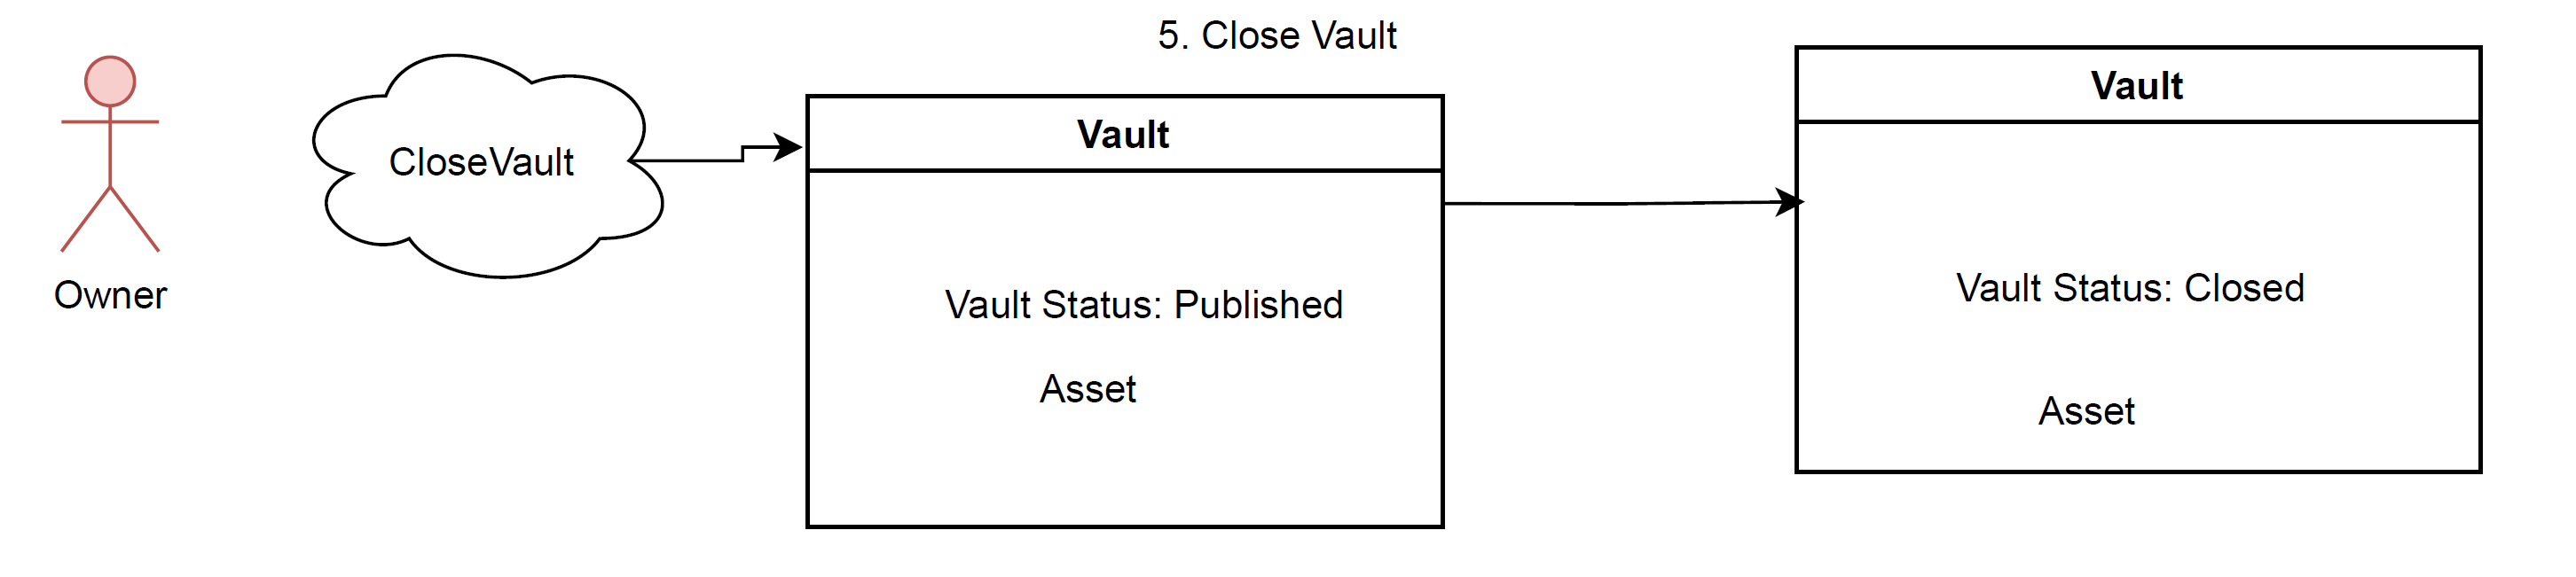 5. Close Vault
Owner
CloseVault
Vault
Vault Status: Published
Asset
Vault
Vault Status: Closed
Asset